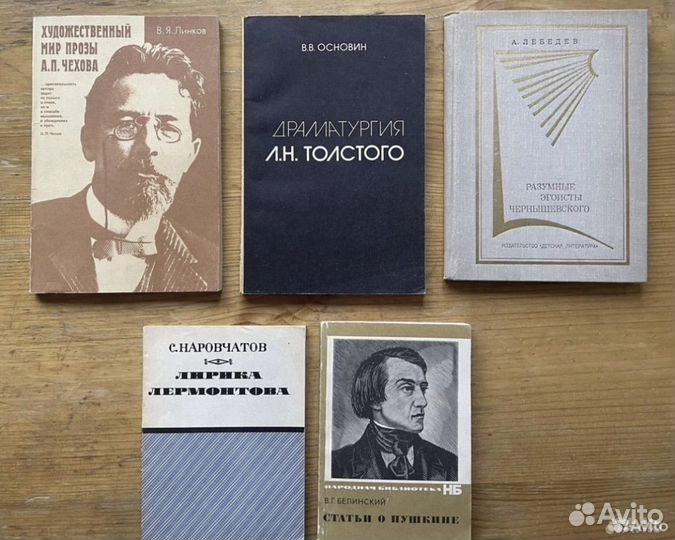 ХУДОЖЕСТВЕННЫЙ
МИР ПРОЗЫ
А.П. ЧЕХОВА
В.Я. Линков
А.П. Чехов
В.В. ОСНОВИН
ДРАМАТУРГИЯ
Л.Н. ТОЛСТОГО
А. ЛЕБЕДЕВ
РАЗУМНЫЕ
ЭГОИСТЫ
ЧЕРНЫШЕВСКОГО
ИЗДАТЕЛЬСТВО «ДЕТСКАЯ ЛИТЕРАТУРА»
С. НАРОВЧАТОВ
ЛИРИКА
ЛЕРМОНТОВА
НАРОДНАЯ БИБЛИОТЕКА НБ
В.Г. БЕЛИНСКИЙ
СТАТЬИ О ПУШКИНЕ
Avito